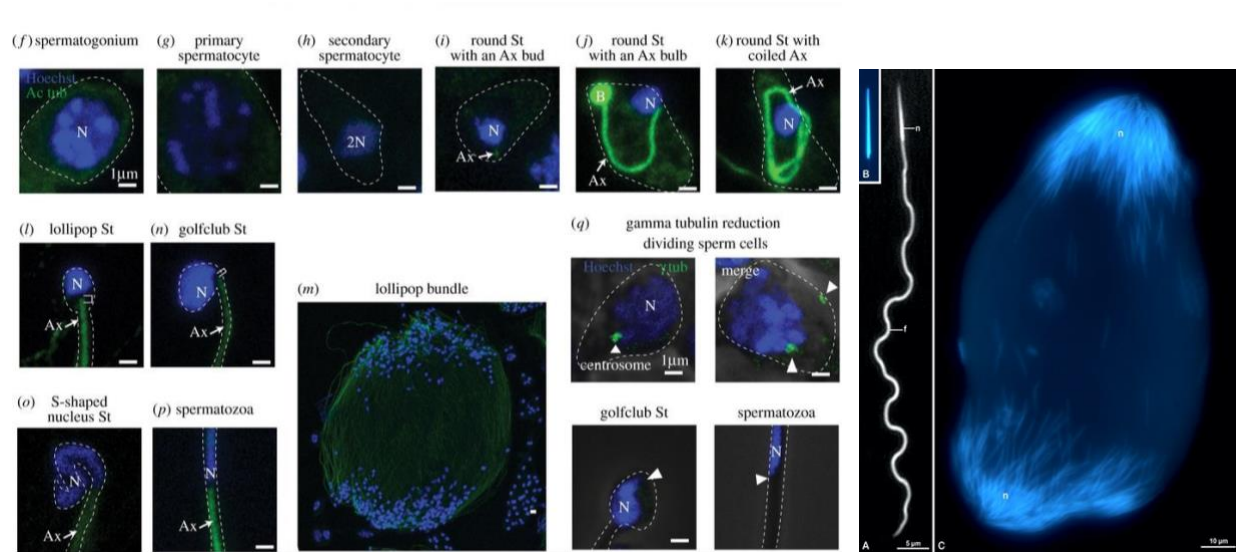 (f) spermatogonium
Hoechst
Ac tub
N
1µm
(g) primary
spermatocyte
(h) secondary
spermatocyte
2N
(i) round St
with an Ax bud
N
Ax
(j) round St
with an Ax bulb
B
N
Ax
(k) round St with
coiled Ax
Ax
N
(l) lollipop St
N
Ax
(n) golfclub St
N
Ax
(m) lollipop bundle
(o) S-shaped
nucleus St
N
Ax
(p) spermatozoa
N
Ax
(q) gamma tubulin reduction
dividing sperm cells
Hoechst γtub
N
centrosome
1µm
merge
golfclub St
N
spermatozoa
N
B
n
f
A
5 µm
n
n
C
10 µm